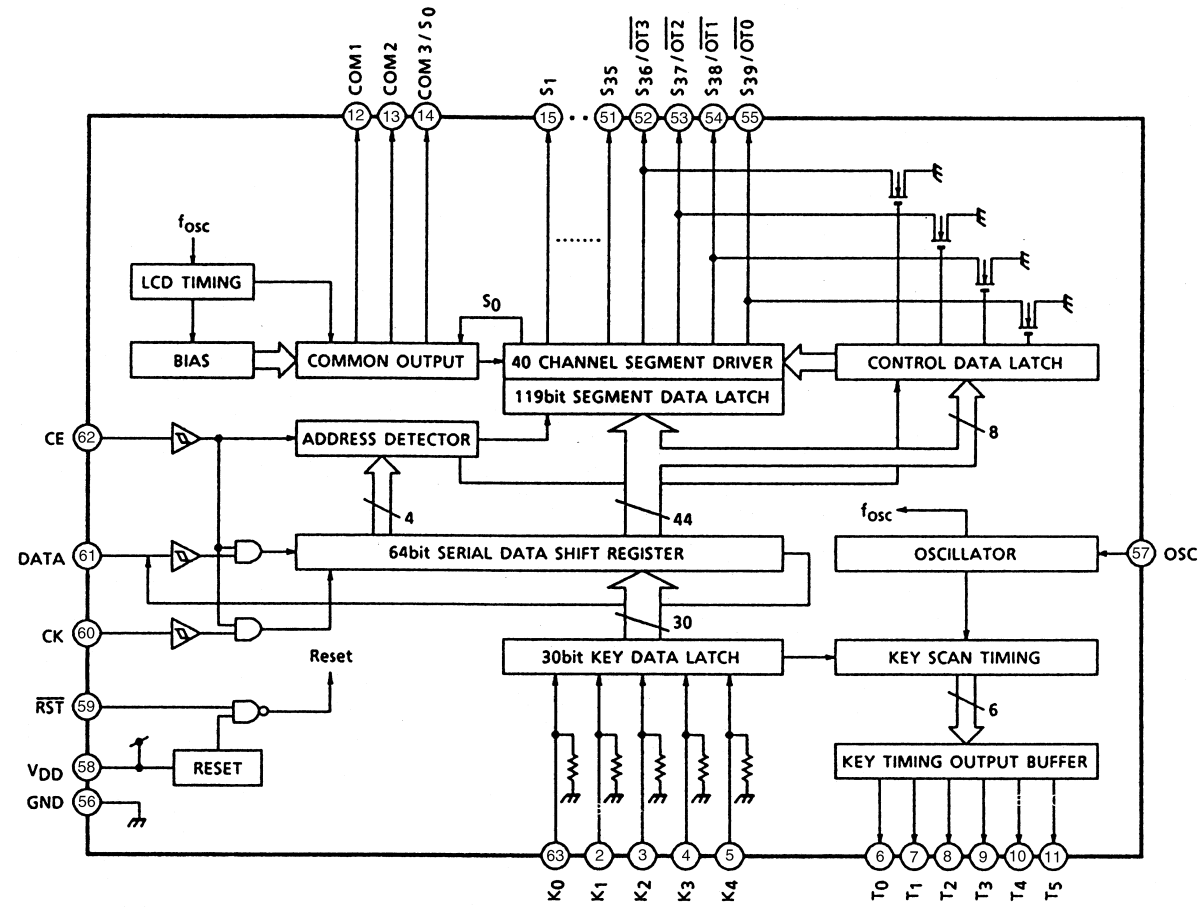 COM1
COM2
COM3/S0
S1
S35
S36/OT3
S37/OT2
S38/OT1
S39/OT0
12
13
14
15
51
52
53
54
55
fosc
LCD TIMING
S0
BIAS
COMMON OUTPUT
40 CHANNEL SEGMENT DRIVER
CONTROL DATA LATCH
119bit SEGMENT DATA LATCH
CE
62
ADDRESS DETECTOR
8
4
44
fosc
DATA
61
64bit SERIAL DATA SHIFT REGISTER
OSCILLATOR
57
OSC
CK
60
30
Reset
30bit KEY DATA LATCH
KEY SCAN TIMING
RST
59
6
VDD
58
RESET
KEY TIMING OUTPUT BUFFER
GND
56
63
2
3
4
5
6
7
8
9
10
11
K0
K1
K2
K3
K4
T0
T1
T2
T3
T4
T5